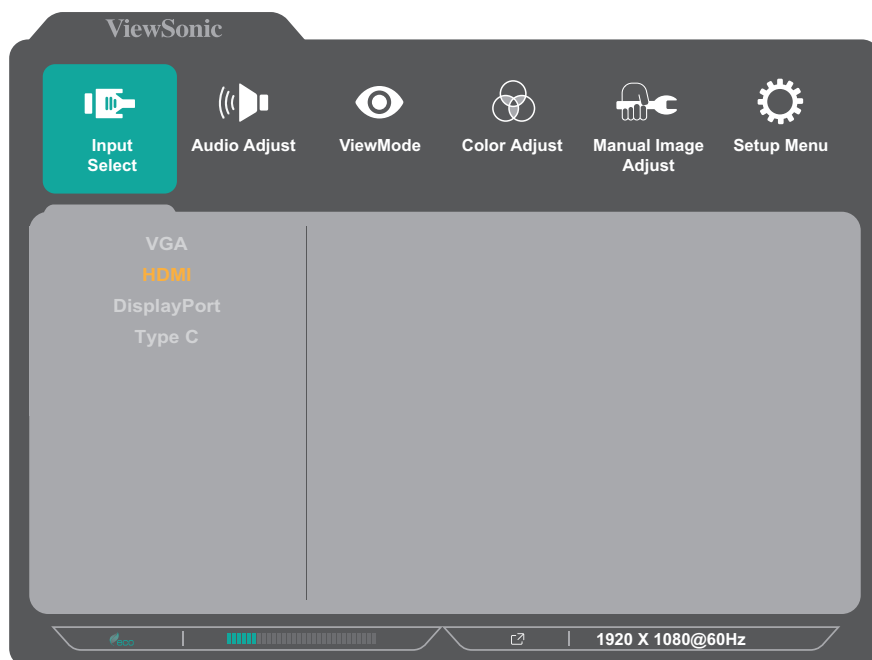 ViewSonic
Input
Select
Audio Adjust
ViewMode
Color Adjust
Manual Image
Adjust
Setup Menu
VGA
HDMI
DisplayPort
Type C
eco
1920 X 1080@60Hz